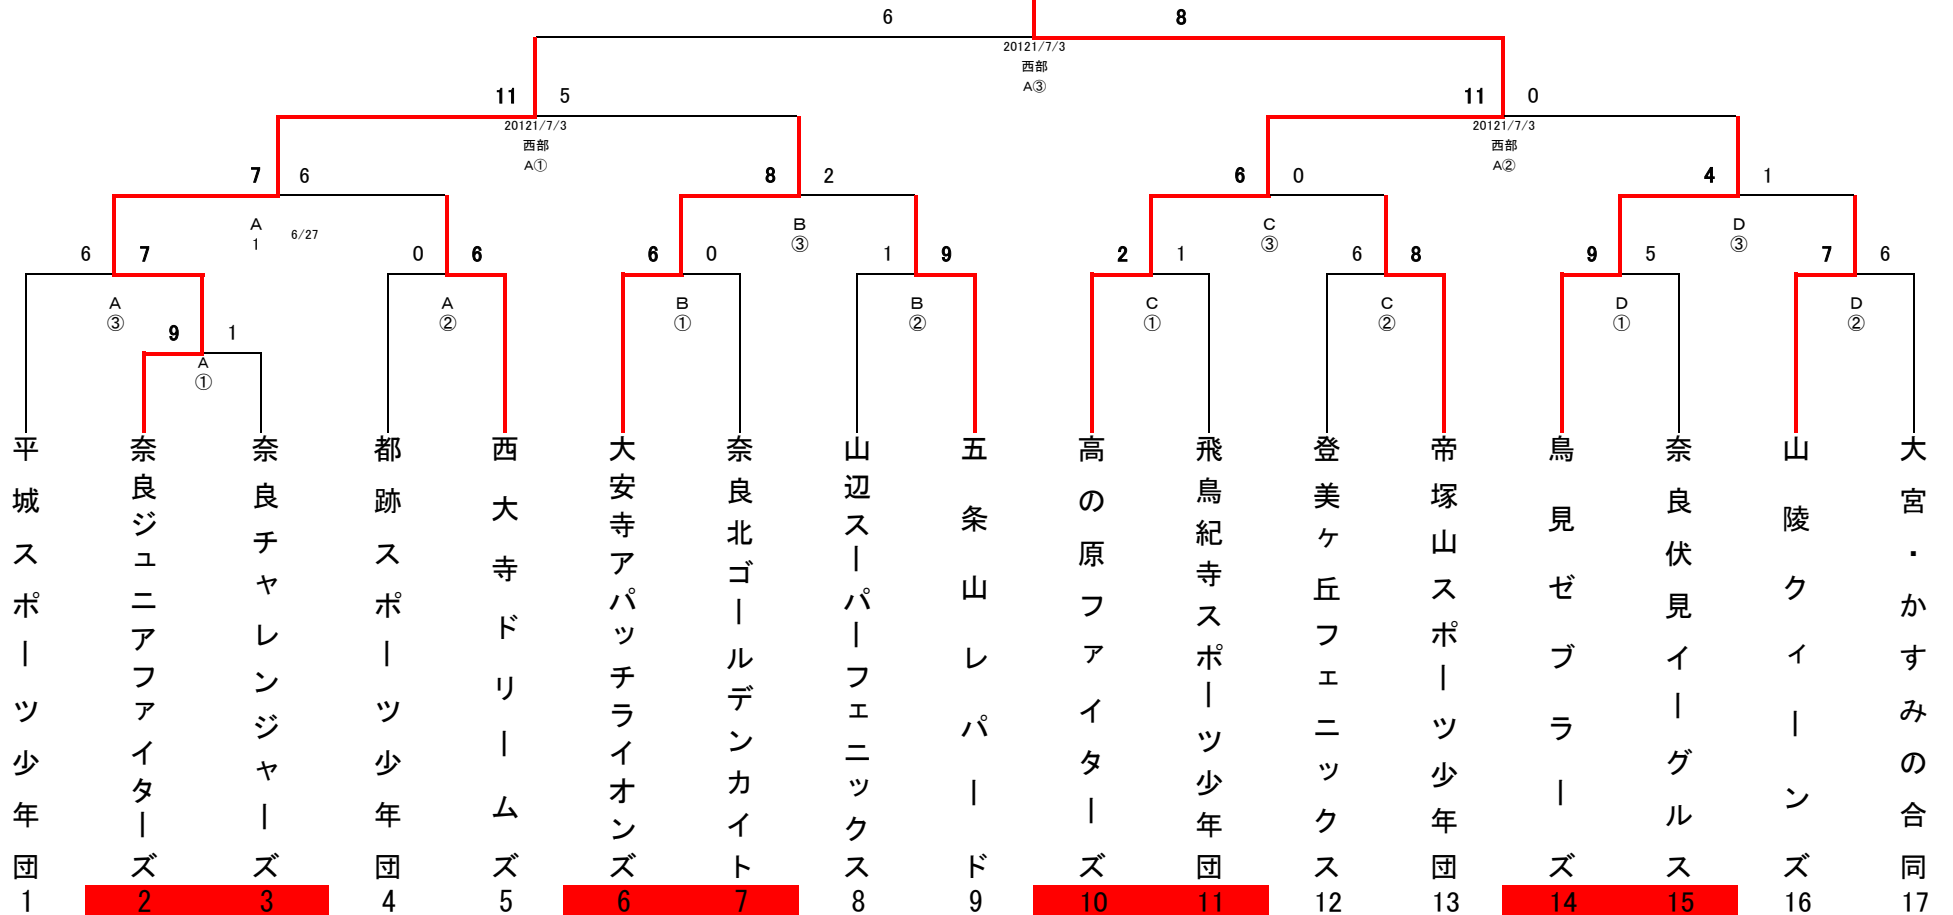 6 8
20121/7/3
西部
A③
11 5 11 0
20121/7/3 20121/7/3
西部 西部
A① A②
7 6 8 2 6 0 4 1
A B C D
1 6/27 ③ ③ ③
6 7 0 6 6 0 1 9 2 1 6 8 9 5 7 6
A A B B C C D D
③ ② ① ② ① ② ① ②
9 1
A
①
平城スポーツ少年団
奈良ジュニアファイターズ
奈良チャレンジャーズ
都跡スポーツ少年団
西大寺ドリームズ
大安寺アパッチライオンズ
奈良北ゴールデンカイト
山辺スーパーフェニックス
五条山レパード
高の原ファイターズ
飛鳥紀寺スポーツ少年団
登美ヶ丘フェニックス
帝塚山スポーツ少年団
鳥見ゼブラーズ
奈良伏見イーグルス
山陵クィーンズ
大宮・かすみの合同
1 2 3 4 5 6 7 8 9 10 11 12 13 14 15 16 17